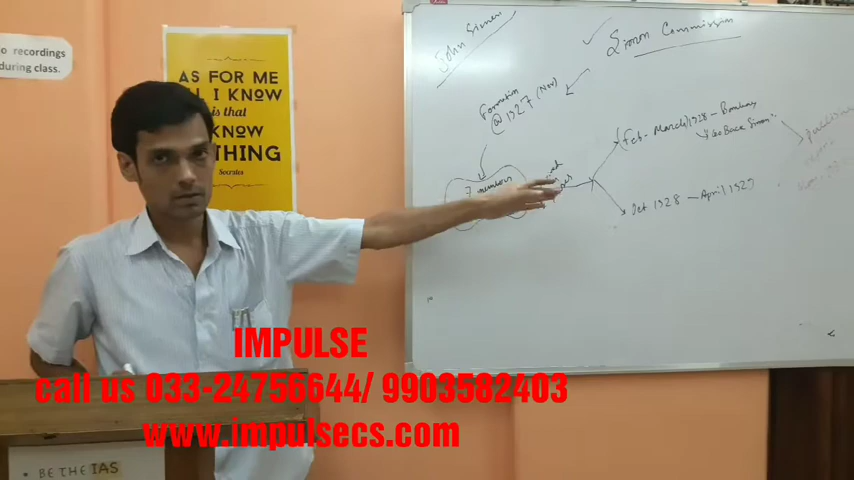 o recordings
during class.
AS FOR ME
ALL I KNOW
is that
I KNOW
NOTHING
Socrates
John Simon
Simon Commission
Formation
@ 1927 (Nov)
7 members
(Feb - March) 1928 - Bombay
Go Back Simon
Oct 1928 - April 1929
IMPULSE
call us 033-24756644/ 9903582403
www.impulsecs.com
BE THE IAS